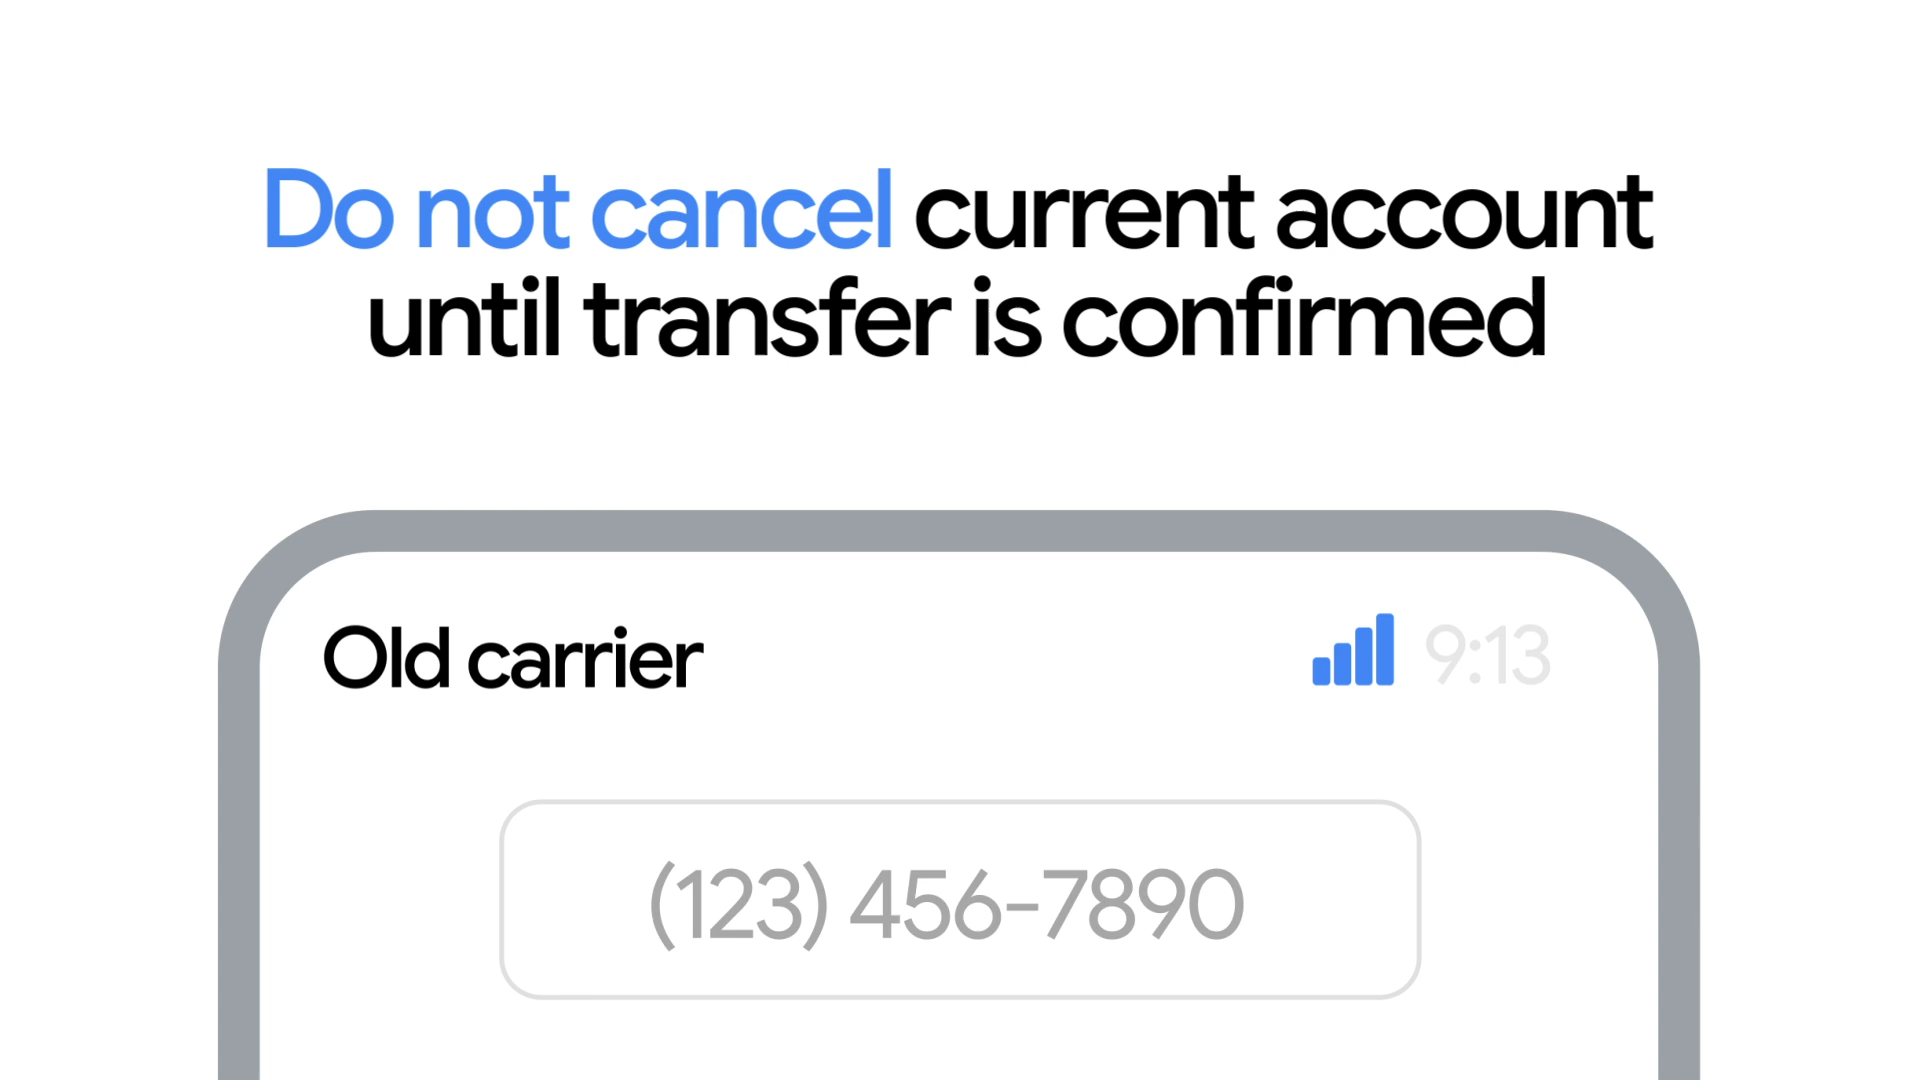 Do not cancel current account
until transfer is confirmed
Old carrier 9:13
(123) 456-7890